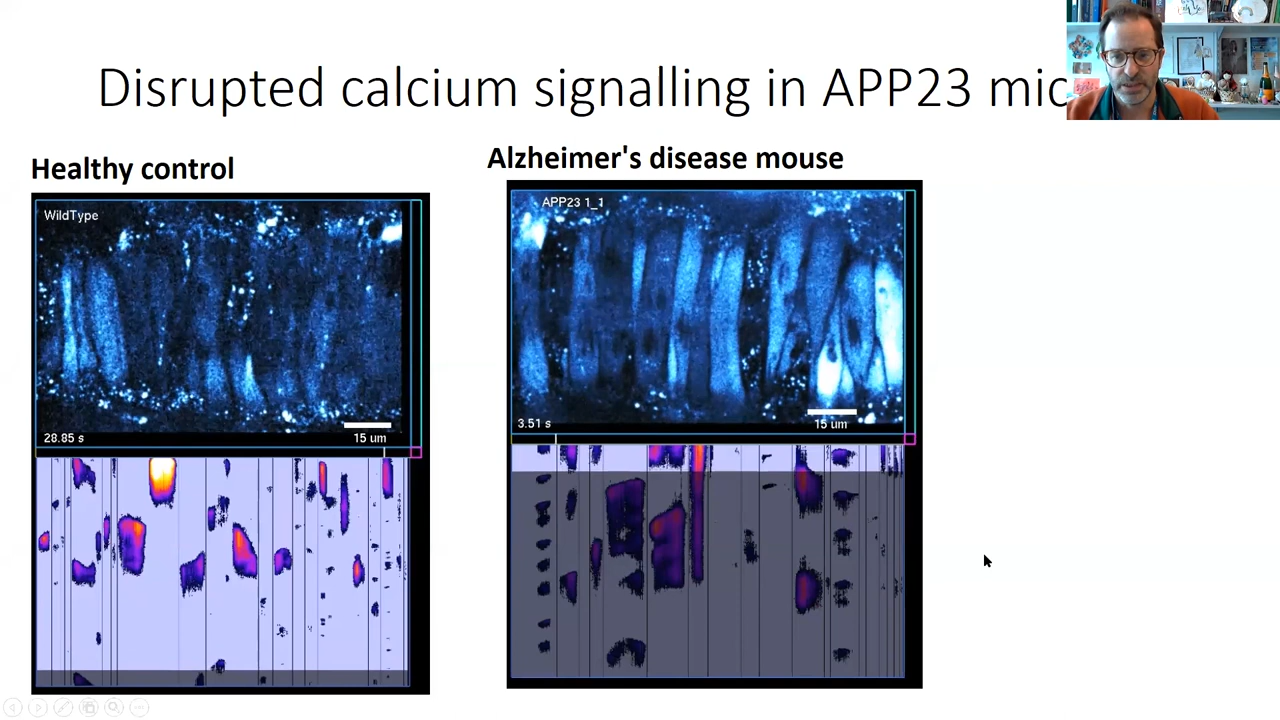 Disrupted calcium signalling in APP23 mic
Healthy control
Alzheimer's disease mouse
WildType
28.85 s
15 um
APP23 1_1
3.51 s
15 um